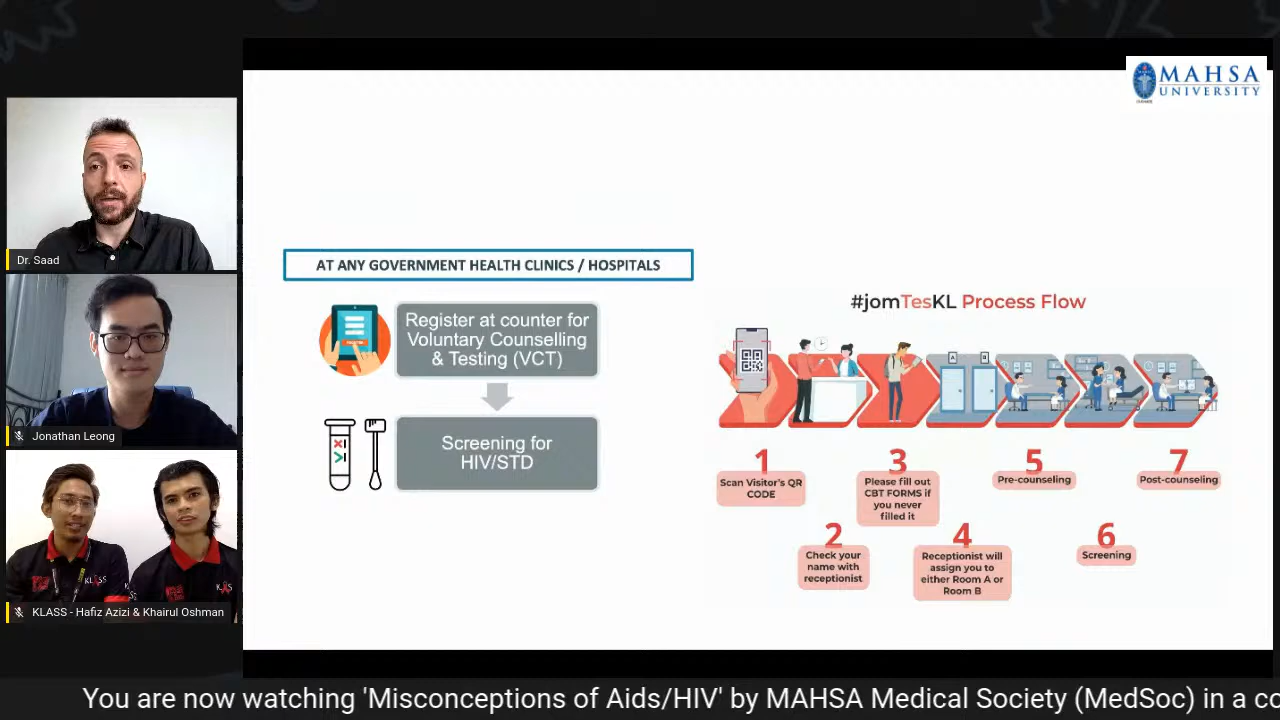 MAHSA
UNIVERSITY
Dr. Saad
Jonathan Leong
KLASS - Hafiz Azizi & Khairul Oshman
AT ANY GOVERNMENT HEALTH CLINICS / HOSPITALS
Register at counter for
Voluntary Counselling
& Testing (VCT)
Screening for
HIV/STD
#jomTesKL Process Flow
A
B
1
Scan Visitor's QR
CODE
2
Check your
name with
receptionist
3
Please fill out
CBT FORMS if
you never
filled it
4
Receptionist will
assign you to
either Room A or
Room B
5
Pre-counseling
6
Screening
7
Post-counseling
You are now watching 'Misconceptions of Aids/HIV' by MAHSA Medical Society (MedSoc) in a co